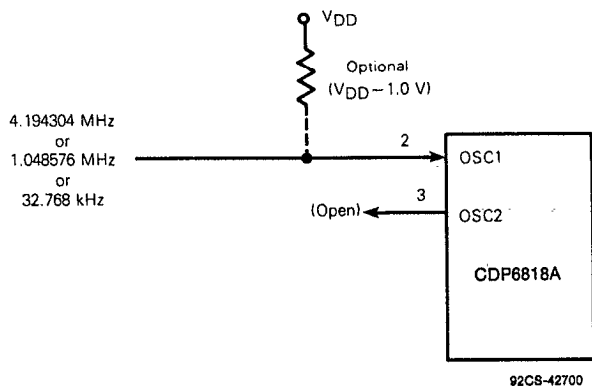 VDD
Optional
(VDD−1.0 V)
4.194304 MHz
or
1.048576 MHz
or
32.768 kHz
2
OSC1
3
(Open)
OSC2
CDP6818A
92CS-42700